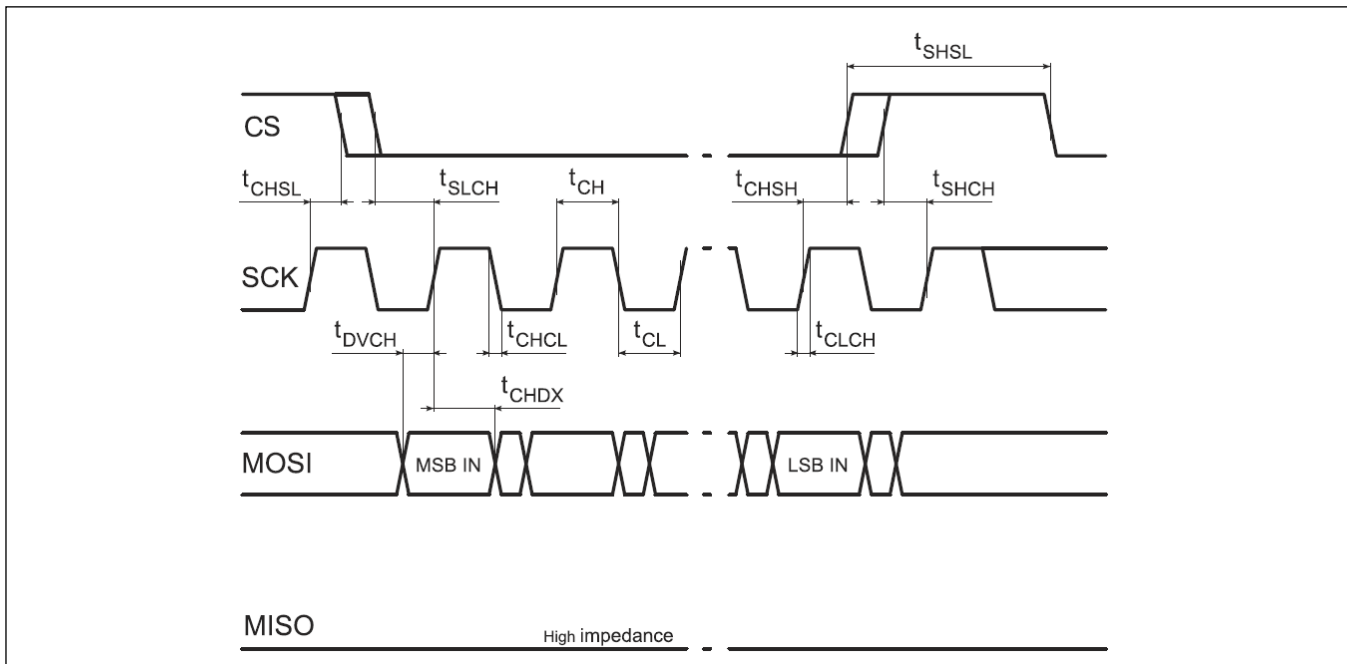 tSHSL
CS
tCHSL
tSLCH
tCH
tCHSH
tSHCH
SCK
tDVCH
tCHCL
tCL
tCLCH
tCHDX
MOSI
MSB IN
LSB IN
MISO
High impedance